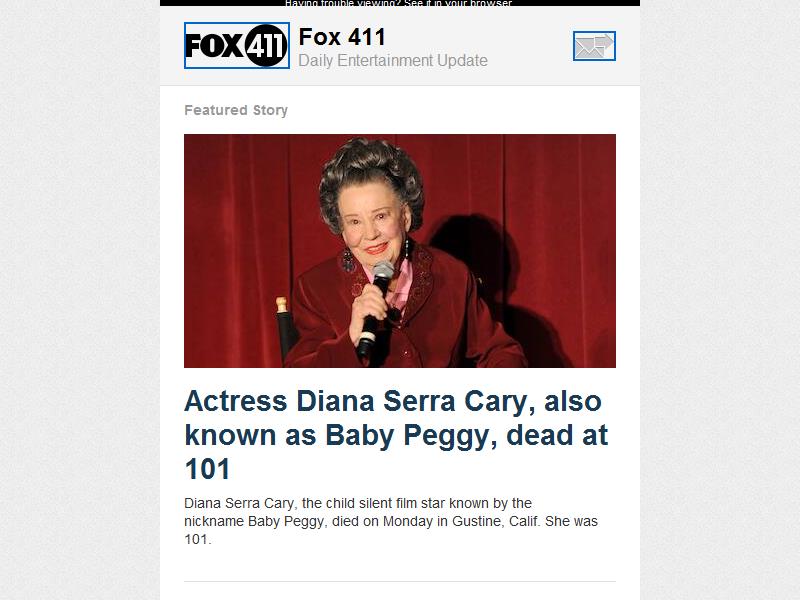 Having trouble viewing? See it in your browser
FOX 411
Fox 411
Daily Entertainment Update
Featured Story
Actress Diana Serra Cary, also
known as Baby Peggy, dead at
101
Diana Serra Cary, the child silent film star known by the
nickname Baby Peggy, died on Monday in Gustine, Calif. She was
101.